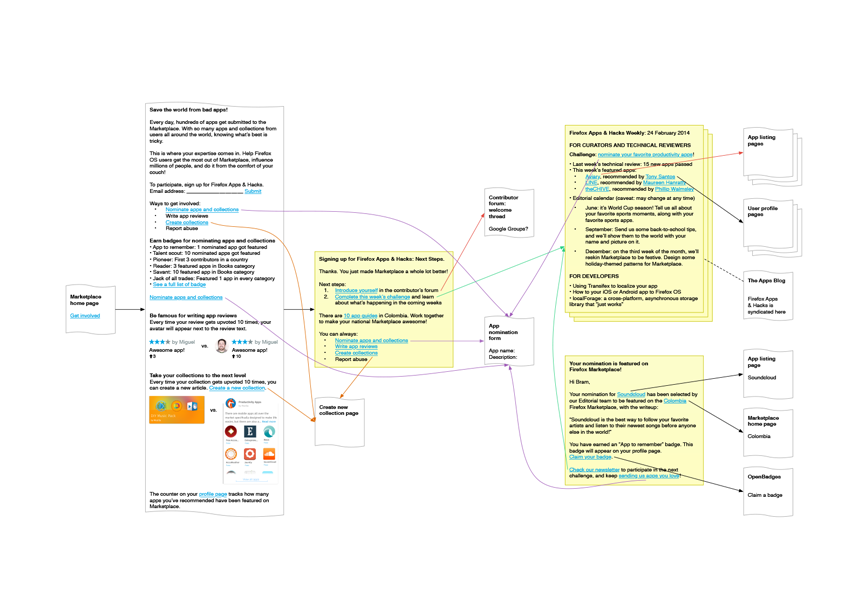 Marketplace
home page
Get involved
Save the world from bad apps!
Every day, hundreds of apps get submitted to the
Marketplace. With so many apps and collections from
users all around the world, knowing what's best is
tricky.
This is where your expertise comes in. Help Firefox
OS users get the most out of Marketplace, influence
millions of people, and do it from the comfort of your
couch!
To participate, sign up for Firefox Apps & Hacks.
Email address: Submit
Ways to get involved:
• Nominate apps and collections
• Write app reviews
• Create collections
• Report abuse
Earn badges for nominating apps and collections
• App to remember: 1 nominated app got featured
• Talent scout: 10 nominated apps got featured
• Pioneer: First 3 contributors in a country
• Reader: 3 featured apps in Books category
• Savant: 10 featured app in Books category
• Jack of all trades: Featured 1 app in every category
• See a full list of badge
Nominate apps and collections
Be famous for writing app reviews
Every time your review gets upvoted 10 times, your
avatar will appear next to the review text.
★★★★ by Miguel
Awesome app!
⬆3
vs.
★★★★ by Miguel
Awesome app!
⬆10
Take your collections to the next level
Every time your collection gets upvoted 10 times, you
can create a new article. Create a new collection.
vs.
The counter on your profile page tracks how many
apps you've recommended have been featured on
Marketplace.
Signing up for Firefox Apps & Hacks: Next Steps.
Thanks. You just made Marketplace a whole lot better!
Next steps:
1. Introduce yourself in the contributor's forum
2. Complete this week's challenge and learn
about what's happening in the coming weeks
There are 10 app guides in Colombia. Work together
to make your national Marketplace awesome!
You can always:
• Nominate apps and collections
• Write app reviews
• Create collections
• Report abuse
Create new
collection page
Contributor
forum:
welcome
thread
Google Groups?
App
nomination
form
App name:
Description:
Firefox Apps & Hacks Weekly: 24 February 2014
FOR CURATORS AND TECHNICAL REVIEWERS
Challenge: nominate your favorite productivity apps!
• Last week's technical review: 15 new apps passed
• This week's featured apps:
• Aviary, recommended by Tony Santos
• LINE, recommended by Maureen Hanratty
• theCHIVE, recommended by Phillip Walmsley
• Editorial calendar (caveat: may change at any time)
• June: it's World Cup season! Tell us all about
your favorite sports moments, along with your
favorite sports apps.
• September: Send us some back-to-school tips,
and we'll show them to the world with your
name and picture on it.
• December: on the third week of the month, we'll
reskin Marketplace to be festive. Design some
holiday-themed patterns for Marketplace.
FOR DEVELOPERS
• Using Transifex to localize your app
• How to your iOS or Android app to Firefox OS
• localForage: a cross-platform, asynchronous storage
library that "just works"
Your nomination is featured on
Firefox Marketplace!
Hi Bram,
Your nomination for Soundcloud has been selected by
our Editorial team to be featured on the Colombia
Firefox Marketplace, with the writeup:
"Soundcloud is the best way to follow your favorite
artists and listen to their newest songs before anyone
else in the world!"
You have earned an "App to remember" badge. This
badge will appear on your profile page.
Claim your badge.
Check our newsletter to participate in the next
challenge, and keep sending us apps you love!
App listing
pages
User profile
pages
The Apps Blog
Firefox Apps
& Hacks is
syndicated here
App listing
page
Soundcloud
Marketplace
home page
Colombia
OpenBadges
Claim a badge